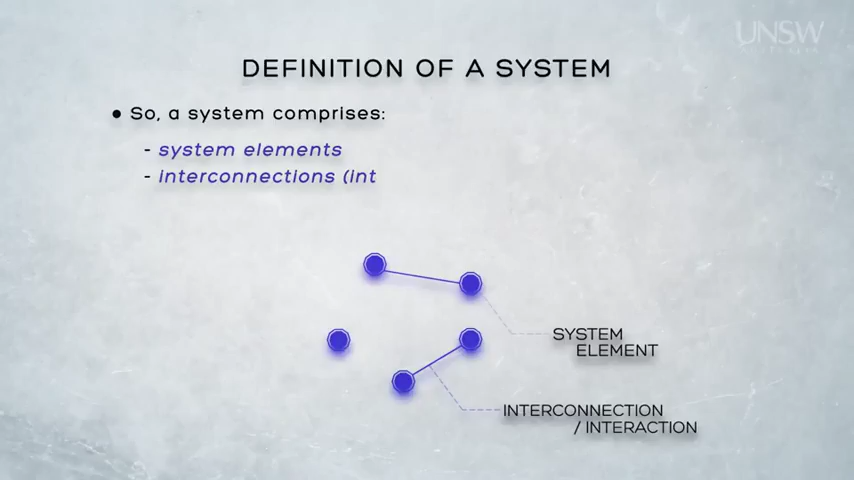 UNSW
DEFINITION OF A SYSTEM
• So, a system comprises:
- system elements
- interconnections (int
SYSTEM
ELEMENT
INTERCONNECTION
/ INTERACTION